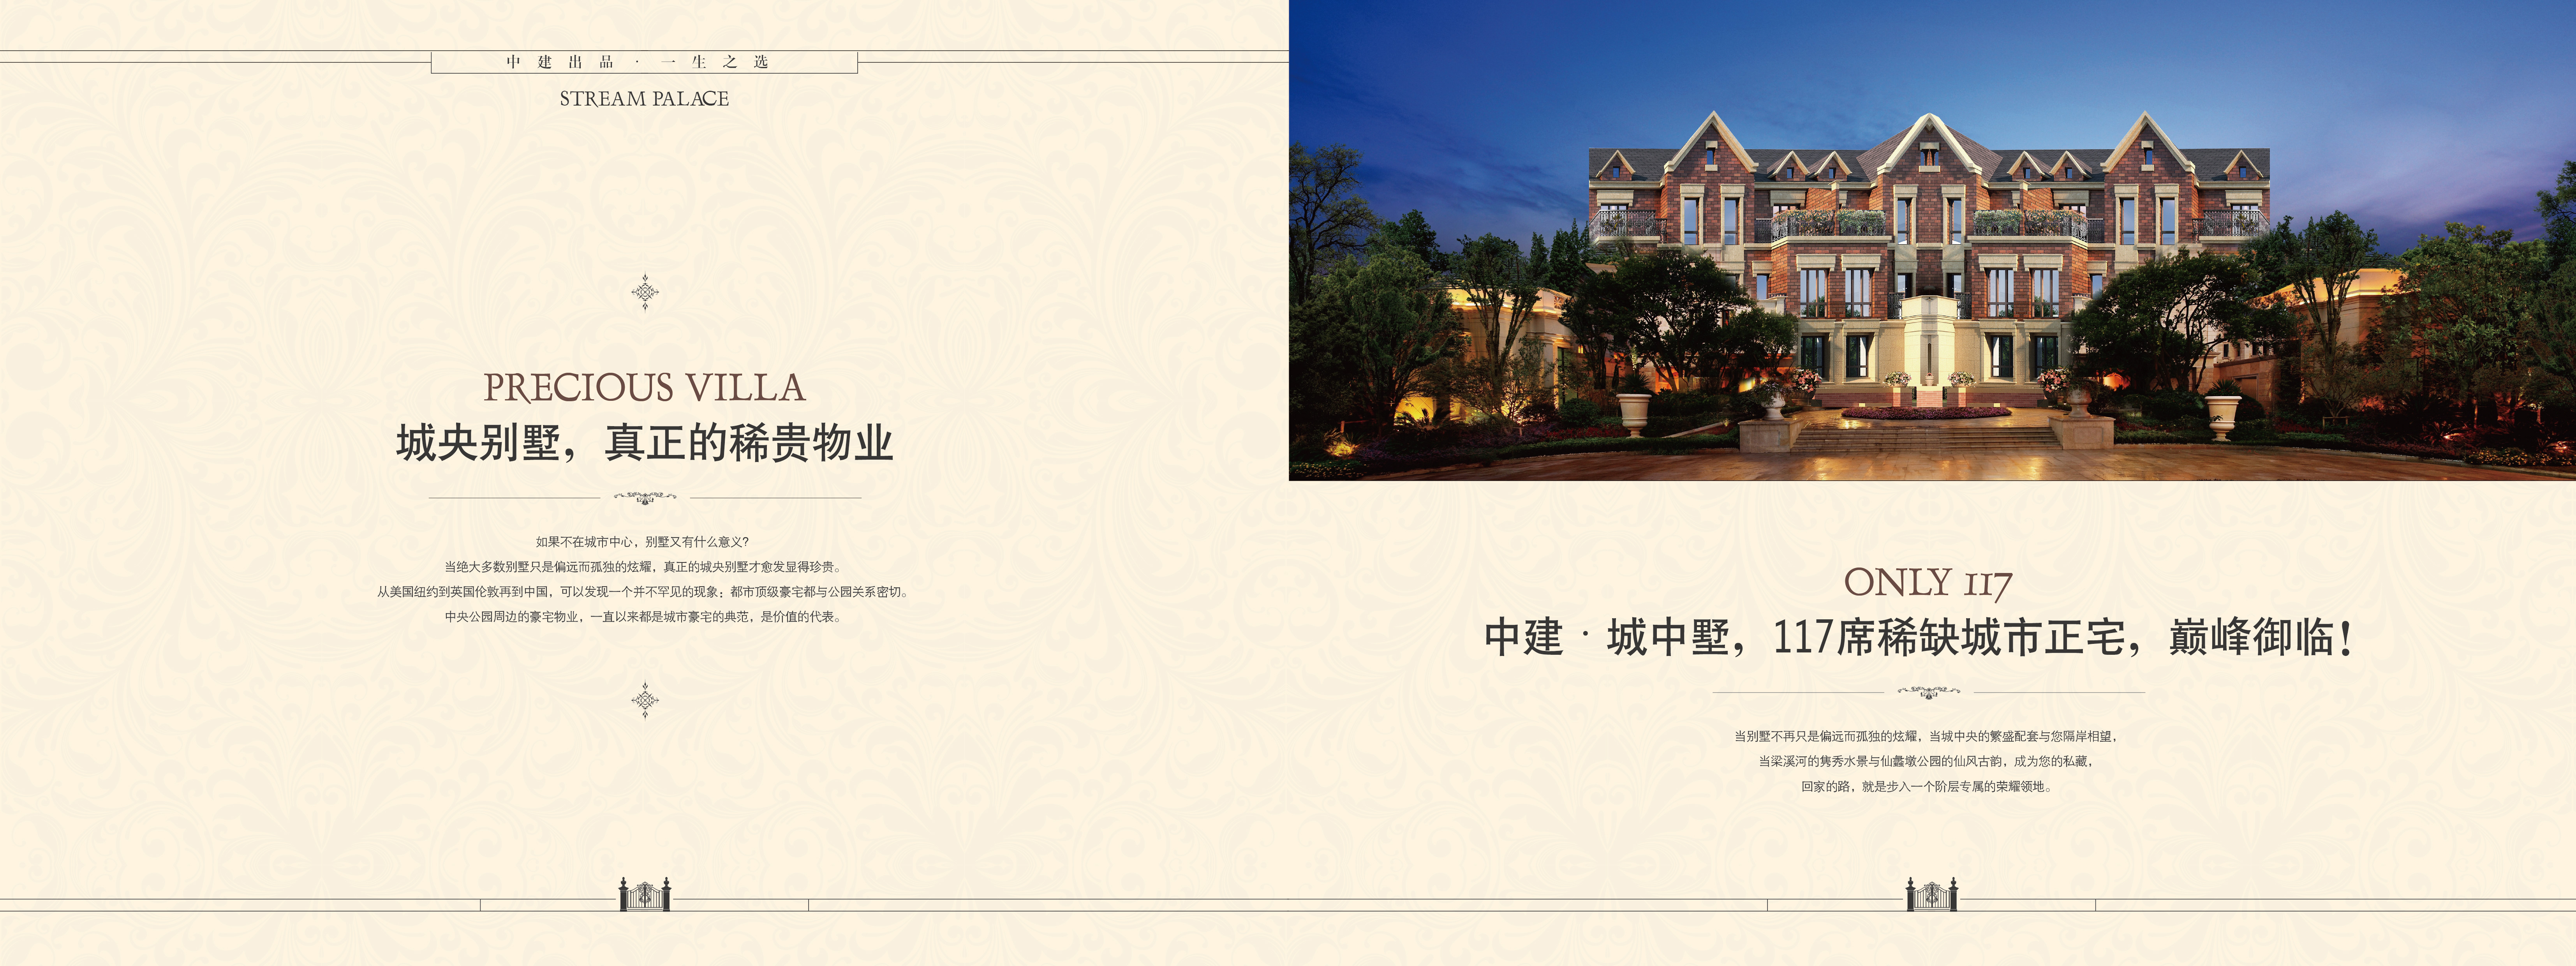 中建出品·一生之选
STREAM PALACE
PRECIOUS VILLA
城央别墅，真正的稀贵物业
如果不在城市中心，别墅又有什么意义？
当绝大多数别墅只是偏远而孤独的炫耀，真正的城央别墅才愈发显得珍贵。
从美国纽约到英国伦敦再到中国，可以发现一个并不罕见的现象：都市顶级豪宅都与公园关系密切。
中央公园周边的豪宅物业，一直以来都是城市豪宅的典范，是价值的代表。
ONLY 117
中建·城中墅，117席稀缺城市正宅，巅峰御临！
当别墅不再只是偏远而孤独的炫耀，当城中央的繁盛配套与您隔岸相望，
当梁溪河的隽秀水景与仙蠡墩公园的仙风古韵，成为您的私藏，
回家的路，就是步入一个阶层专属的荣耀领地。